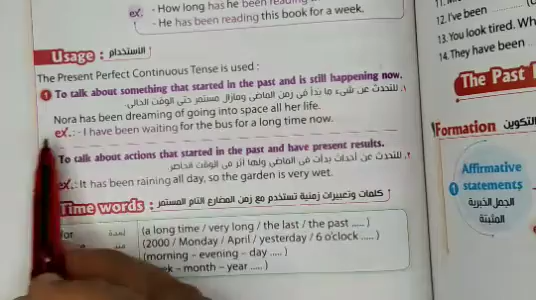 ex. - How long has he been reading
- He has been reading this book for a week.
Usage : الاستخدام
The Present Perfect Continuous Tense is used :
1 To talk about something that started in the past and is still happening now.
١. للتحدث عن شيء ما بدأ في زمن الماضي ومازال مستمر حتى الوقت الحالي.
Nora has been dreaming of going into space all her life.
ex.: - I have been waiting for the bus for a long time now.
To talk about actions that started in the past and have present results.
٢. للتحدث عن أحداث بدأت في الماضي ولها أثر في الوقت الحاضر
ex.: It has been raining all day, so the garden is very wet.
Time words : كلمات وتعبيرات زمنية تستخدم مع زمن المضارع التام المستمر
for لمدة (a long time / very long / the last / the past ..... )
منذ (2000 / Monday / April / yesterday / 6 o'clock ..... )
(morning - evening - day ..... )
- month - year ..... )
12. I've been
13. You look tired. Wh
14. They have been
The Past
Formation تكوين
Affirmative
1 statements
الجمل الخبرية
المثبتة